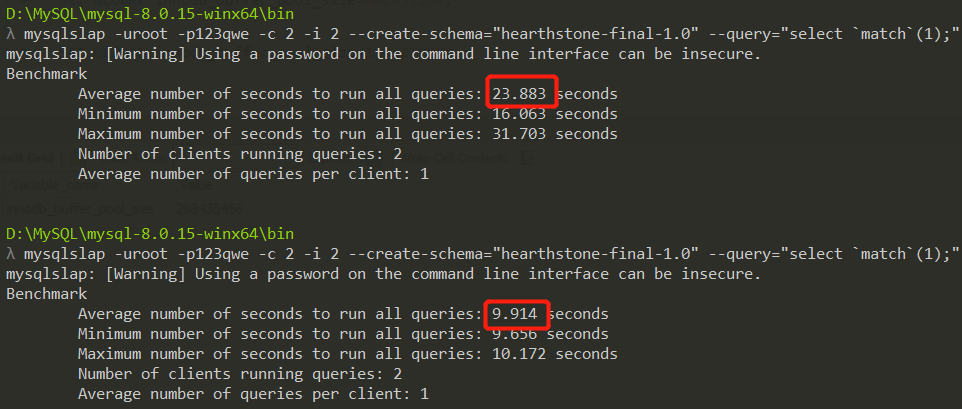 D:\MySQL\mysql-8.0.15-winx64\bin
λ mysqlslap -uroot -p123qwe -c 2 -i 2 --create-schema="hearthstone-final-1.0" --query="select `match`(1);"
mysqlslap: [Warning] Using a password on the command line interface can be insecure.
Benchmark
Average number of seconds to run all queries: 23.883 seconds
Minimum number of seconds to run all queries: 16.063 seconds
Maximum number of seconds to run all queries: 31.703 seconds
Number of clients running queries: 2
Average number of queries per client: 1
D:\MySQL\mysql-8.0.15-winx64\bin
λ mysqlslap -uroot -p123qwe -c 2 -i 2 --create-schema="hearthstone-final-1.0" --query="select `match`(1);"
mysqlslap: [Warning] Using a password on the command line interface can be insecure.
Benchmark
Average number of seconds to run all queries: 9.914 seconds
Minimum number of seconds to run all queries: 9.656 seconds
Maximum number of seconds to run all queries: 10.172 seconds
Number of clients running queries: 2
Average number of queries per client: 1